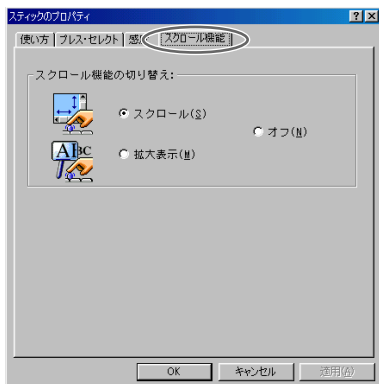 スティックのプロパティ
使い方 プレス・セレクト 感 スクロール機能
スクロール機能の切り替え:
スクロール(S)
オフ(N)
AB BC
拡大表示(M)
OK キャンセル 適用(A)